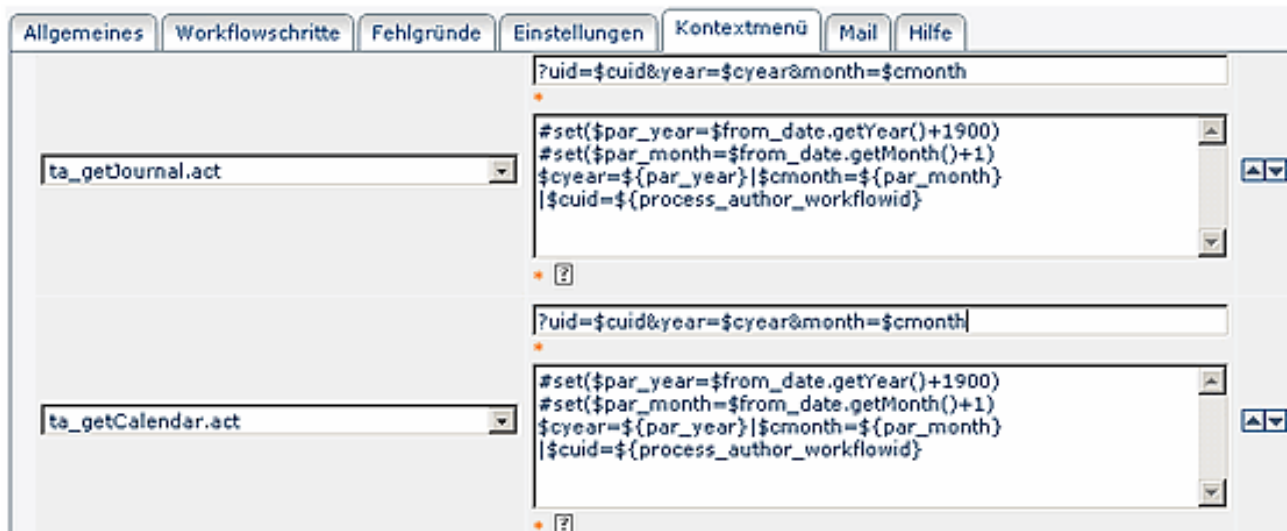 Allgemeines Workflowschritte Fehlgründe Einstellungen Kontextmenü Mail Hilfe
?uid=$cuid&year=$cyear&month=$cmonth
*
ta_getJournal.act
#set($par_year=$from_date.getYear()+1900)
#set($par_month=$from_date.getMonth()+1)
$cyear=${par_year}|$cmonth=${par_month}
|$cuid=${process_author_workflowid}
* ?
?uid=$cuid&year=$cyear&month=$cmonth
*
ta_getCalendar.act
#set($par_year=$from_date.getYear()+1900)
#set($par_month=$from_date.getMonth()+1)
$cyear=${par_year}|$cmonth=${par_month}
|$cuid=${process_author_workflowid}
* ?